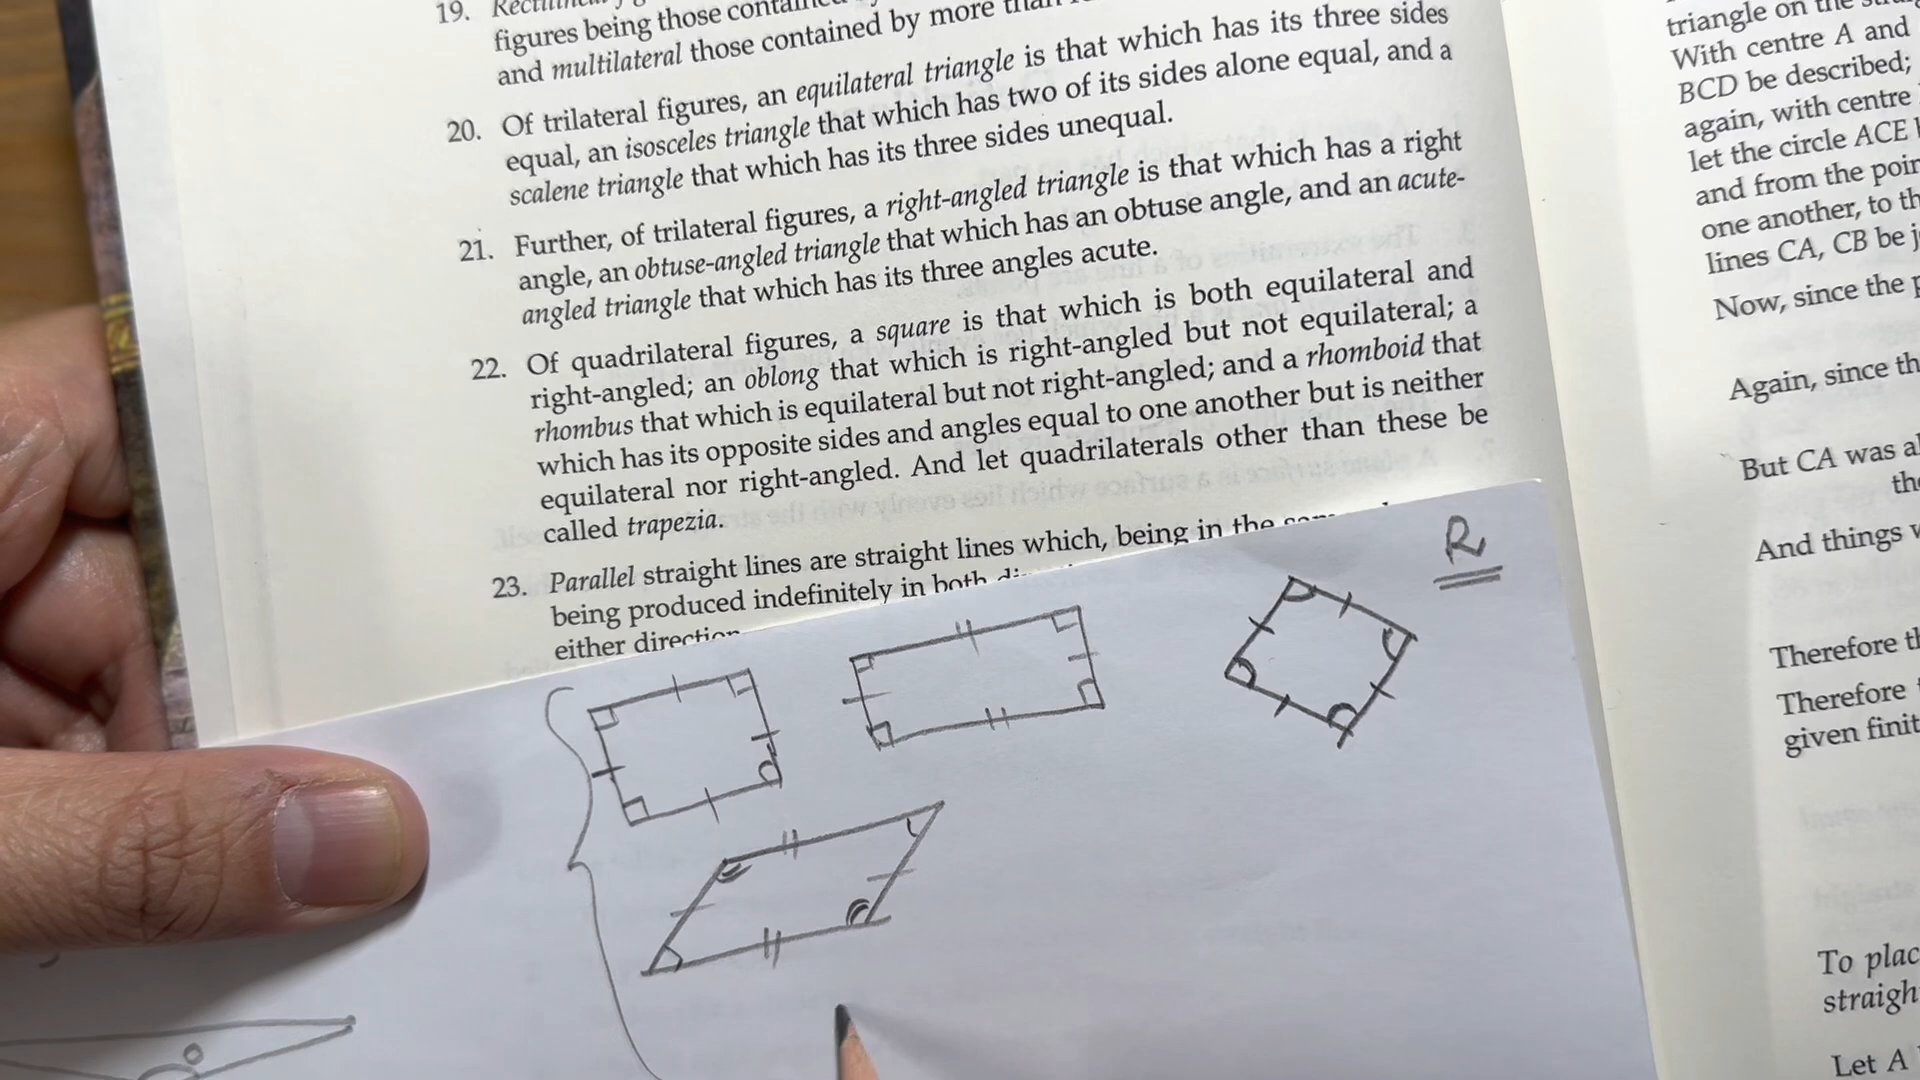 19. Rectilineal
figures being those contained
and multilateral those contained by more than
20. Of trilateral figures, an equilateral triangle is that which has its three sides
equal, an isosceles triangle that which has two of its sides alone equal, and a
scalene triangle that which has its three sides unequal.
21. Further, of trilateral figures, a right-angled triangle is that which has a right
angle, an obtuse-angled triangle that which has an obtuse angle, and an acute-
angled triangle that which has its three angles acute.
22. Of quadrilateral figures, a square is that which is both equilateral and
right-angled; an oblong that which is right-angled but not equilateral; a
rhombus that which is equilateral but not right-angled; and a rhomboid that
which has its opposite sides and angles equal to one another but is neither
equilateral nor right-angled. And let quadrilaterals other than these be
called trapezia.
23. Parallel straight lines are straight lines which, being in the
being produced indefinitely in both
either direction
R
triangle on the
With centre A and
BCD be described;
again, with centre
let the circle ACE
and from the
one another, to
lines CA, CB be
Now, since the
Again, since
But CA was
And things
Therefore
Therefore
given
To
Let A